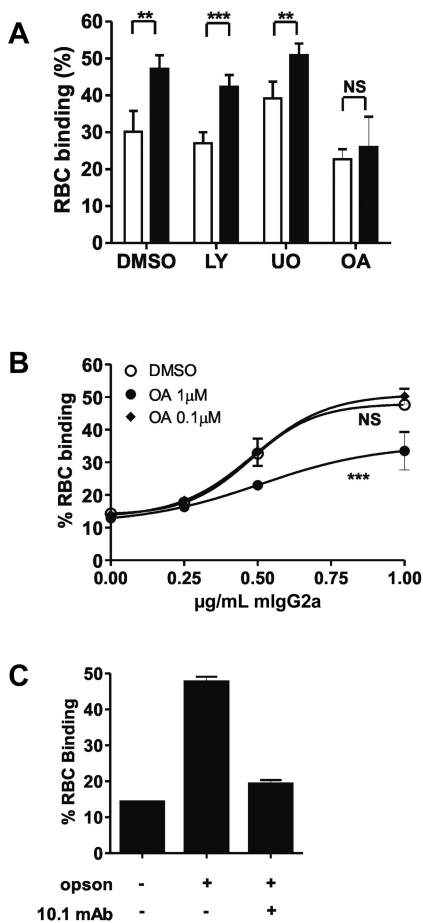 A
RBC binding (%)
60
50
40
30
20
10
0
** *** ** NS
DMSO LY UO OA
B
% RBC binding
60
50
40
30
20
10
0
DMSO
OA 1µM
OA 0.1µM
NS
***
0.00 0.25 0.50 0.75 1.00
µg/mL mIgG2a
C
% RBC Binding
50
40
30
20
10
0
opson - + +
10.1 mAb - - +